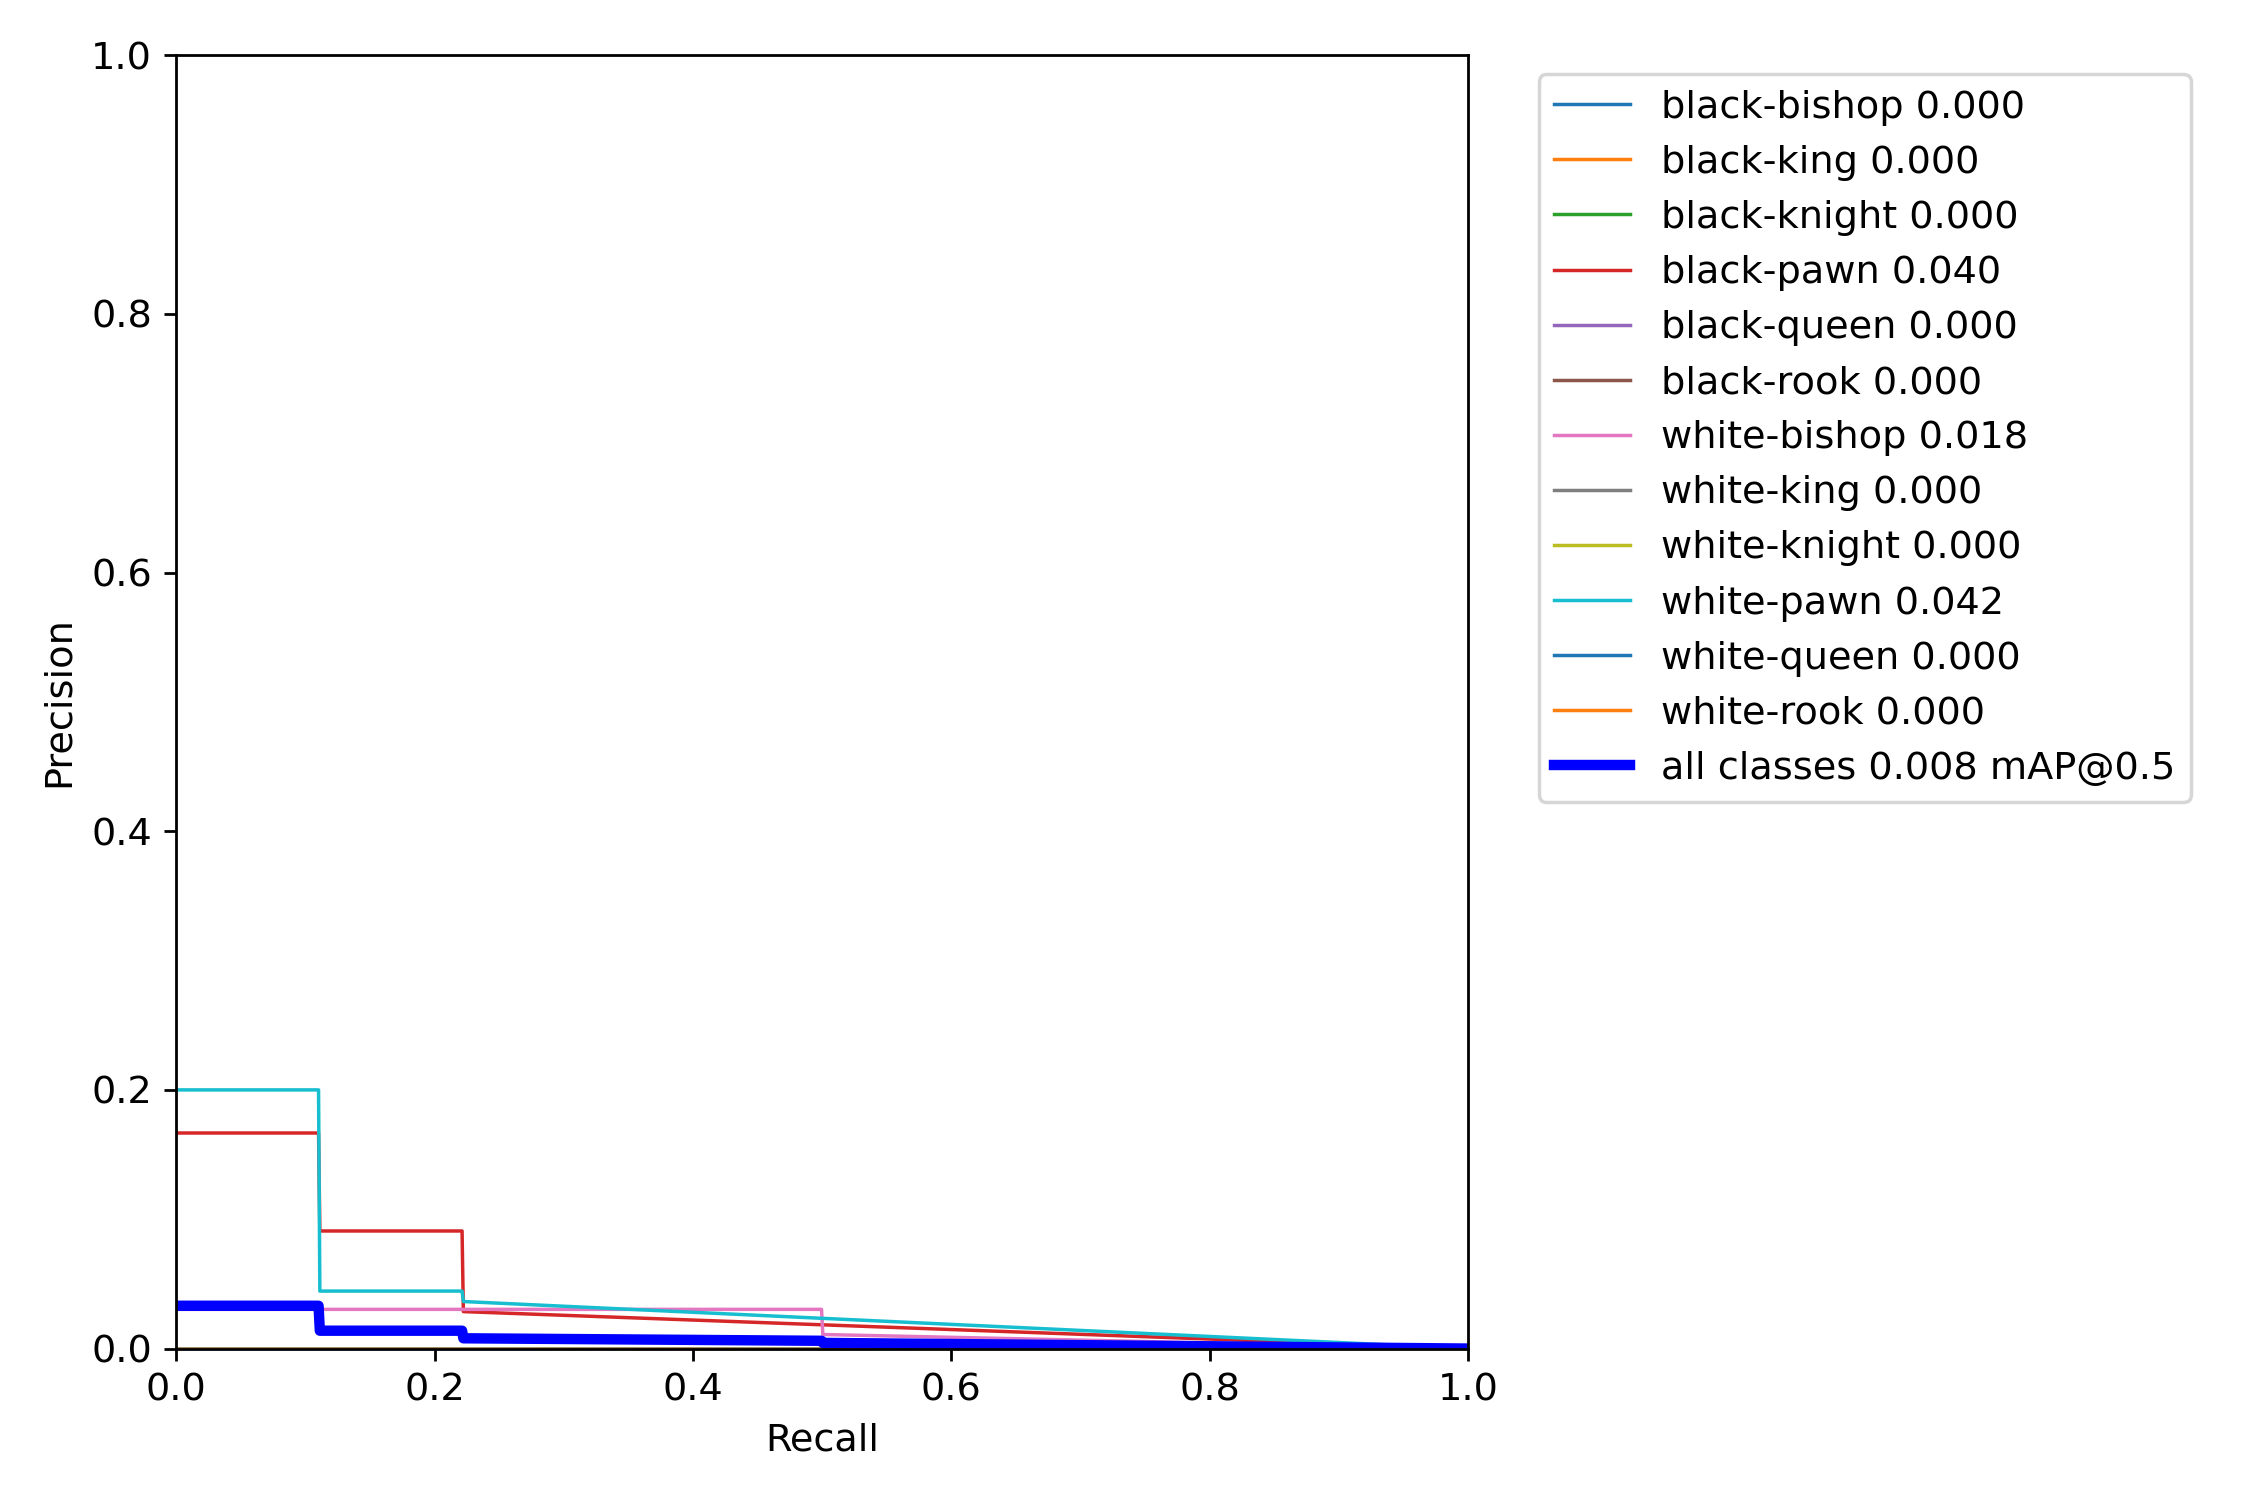 1.0
0.8
0.6
0.4
0.2
0.0
Precision
0.0 0.2 0.4 0.6 0.8 1.0
Recall
black-bishop 0.000
black-king 0.000
black-knight 0.000
black-pawn 0.040
black-queen 0.000
black-rook 0.000
white-bishop 0.018
white-king 0.000
white-knight 0.000
white-pawn 0.042
white-queen 0.000
white-rook 0.000
all classes 0.008 mAP@0.5